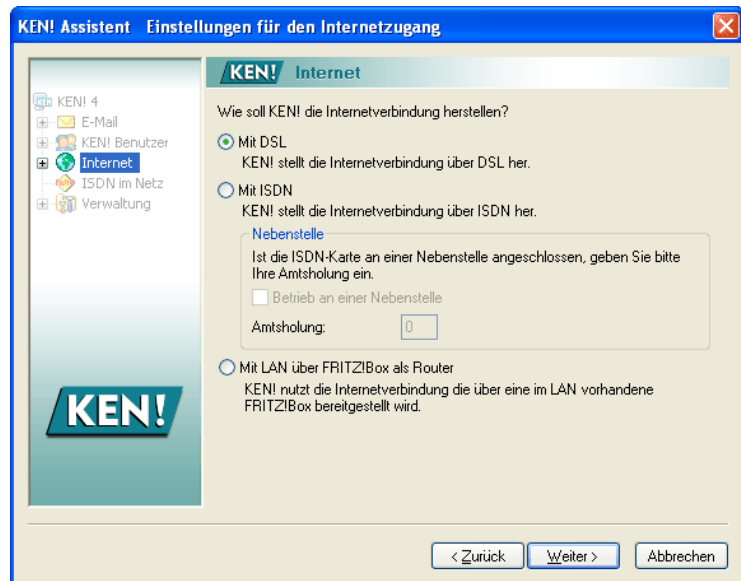 KEN! Assistent Einstellungen für den Internetzugang
KEN! Internet
KEN! 4
E-Mail
KEN! Benutzer
Internet
ISDN im Netz
Verwaltung
KEN!
Wie soll KEN! die Internetverbindung herstellen?
Mit DSL
KEN! stellt die Internetverbindung über DSL her.
Mit ISDN
KEN! stellt die Internetverbindung über ISDN her.
Nebenstelle
Ist die ISDN-Karte an einer Nebenstelle angeschlossen, geben Sie bitte
Ihre Amtsholung ein.
Betrieb an einer Nebenstelle
Amtsholung: 0
Mit LAN über FRITZ!Box als Router
KEN! nutzt die Internetverbindung die über eine im LAN vorhandene
FRITZ!Box bereitgestellt wird.
< Zurück Weiter > Abbrechen